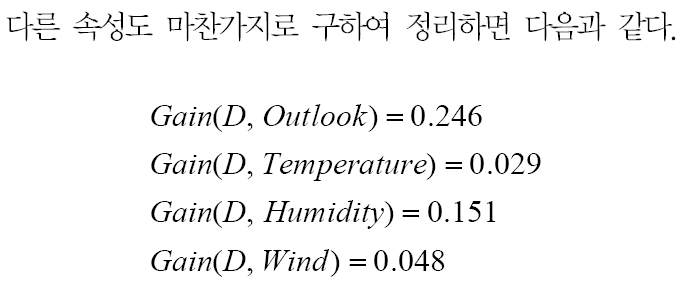 다른 속성도 마찬가지로 구하여 정리하면 다음과 같다.
Gain(D, Outlook) = 0.246
Gain(D, Temperature) = 0.029
Gain(D, Humidity) = 0.151
Gain(D, Wind) = 0.048